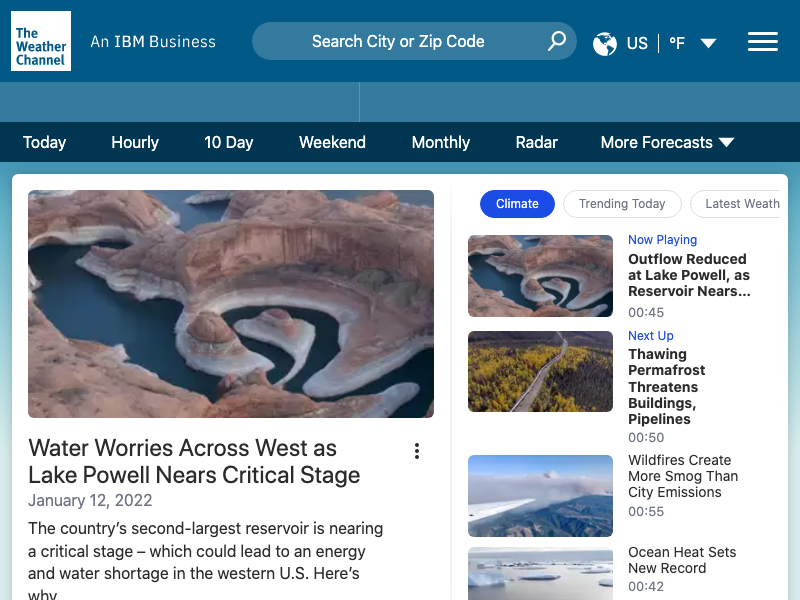 The
Weather
Channel
An IBM Business
Search City or Zip Code
US
°F
Today
Hourly
10 Day
Weekend
Monthly
Radar
More Forecasts
Water Worries Across West as
Lake Powell Nears Critical Stage
January 12, 2022
The country's second-largest reservoir is nearing
a critical stage – which could lead to an energy
and water shortage in the western U.S. Here's
why.
Climate
Trending Today
Latest Weath
Now Playing
Outflow Reduced
at Lake Powell, as
Reservoir Nears...
00:45
Next Up
Thawing
Permafrost
Threatens
Buildings,
Pipelines
00:50
Wildfires Create
More Smog Than
City Emissions
00:55
Ocean Heat Sets
New Record
00:42